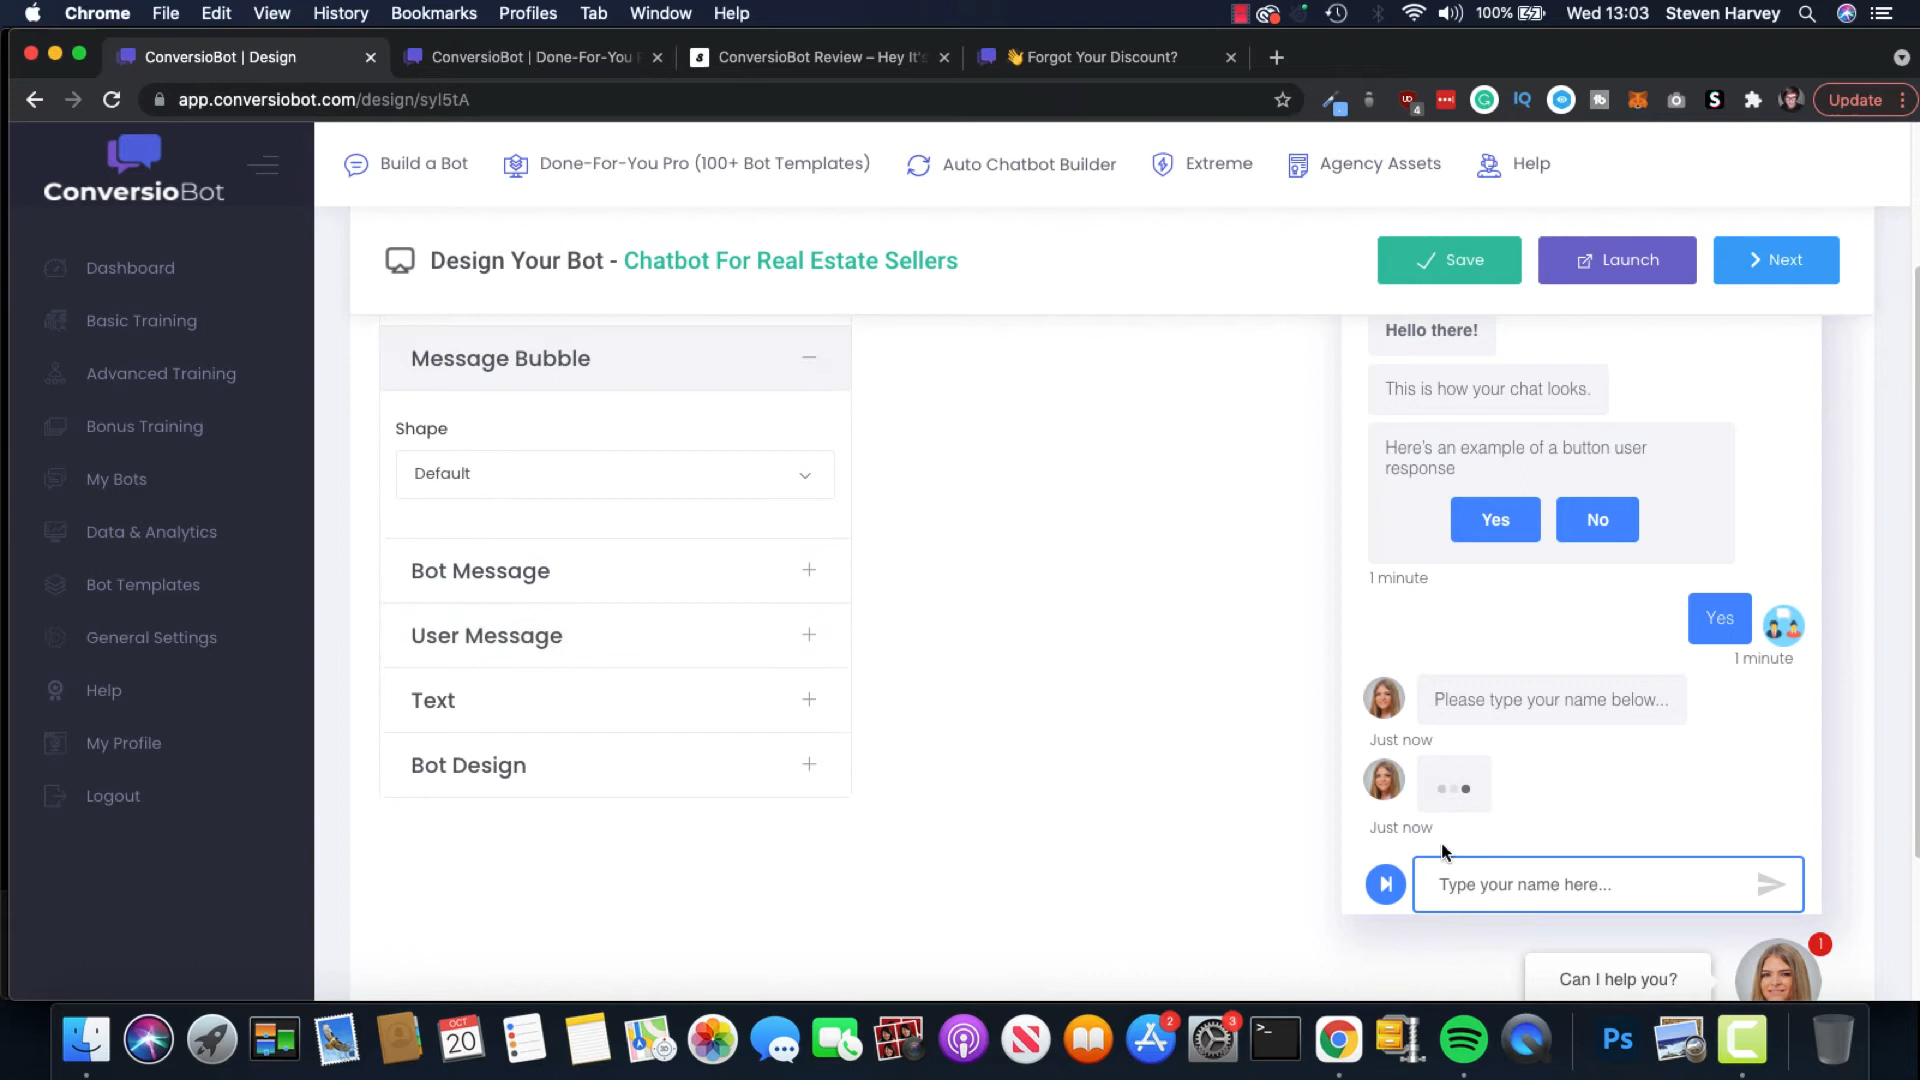 Chrome File Edit View History Bookmarks Profiles Tab Window Help 100% Wed 13:03 Steven Harvey
ConversioBot | Design
ConversioBot | Done-For-You
ConversioBot Review – Hey It's
👋 Forgot Your Discount?
app.conversiobot.com/design/syl5tA
Update
ConversioBot
Build a Bot
Done-For-You Pro (100+ Bot Templates)
Auto Chatbot Builder
Extreme
Agency Assets
Help
Dashboard
Basic Training
Advanced Training
Bonus Training
My Bots
Data & Analytics
Bot Templates
General Settings
Help
My Profile
Logout
Design Your Bot - Chatbot For Real Estate Sellers
Save
Launch
Next
Message Bubble
Shape
Default
Bot Message
User Message
Text
Bot Design
Hello there!
This is how your chat looks.
Here's an example of a button user
response
Yes No
1 minute
Yes
1 minute
Please type your name below...
Just now
Just now
Type your name here...
Can I help you?
1
OCT
20
2
3
Ps